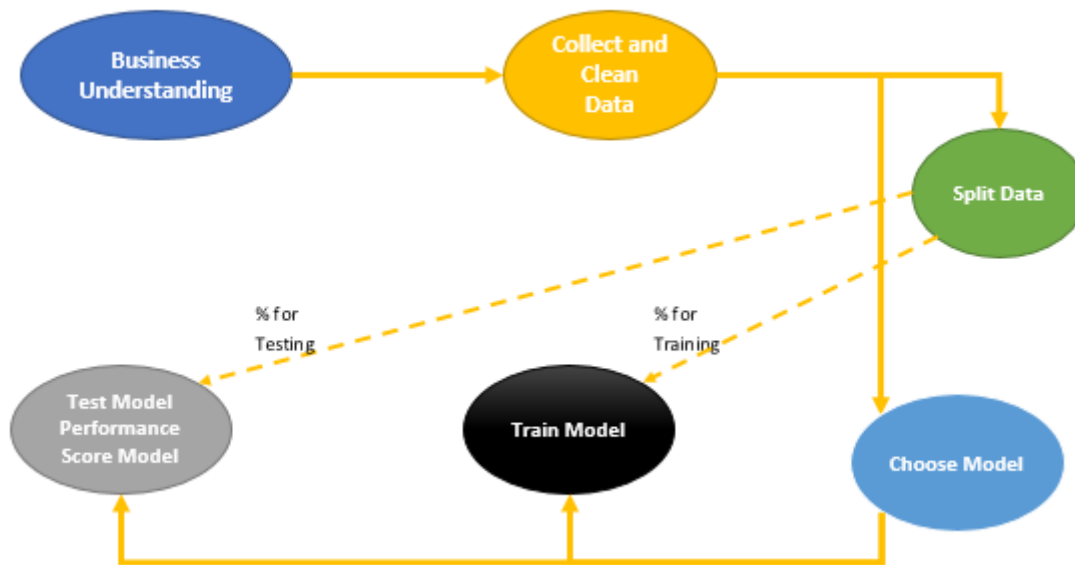 Business
Understanding
Collect and
Clean
Data
Split Data
% for
Testing
% for
Training
Test Model
Performance
Score Model
Train Model
Choose Model